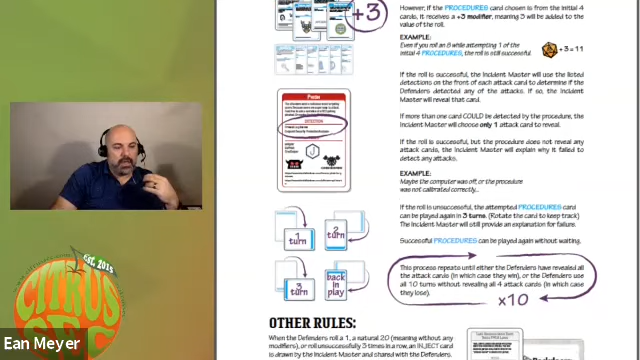 +3
However, if the PROCEDURES card chosen is from the initial 4
cards, it receives a +3 modifier, meaning 3 will be added to the
value of the roll.
EXAMPLE:
Even if you roll an 8 while attempting 1 of the
initial 4 PROCEDURES, the roll is still successful.
+ 3 = 11
If the roll is successful, the Incident Master will use the listed
detections on the front of each attack card to determine if the
Defenders detected any of the attacks. If so, the Incident
Master will reveal that card.
If more than one card COULD be detected by the procedure, the
Incident Master will choose only 1 attack card to reveal.
If the roll is successful, but the procedure does not reveal any
attack cards, the Incident Master will explain why it failed to
detect any attacks.
EXAMPLE:
Maybe the computer was off, or the procedure
was not calibrated correctly...
If the roll is unsuccessful, the attempted PROCEDURES card
can be played again in 3 turns. (Rotate the card to keep track)
The Incident Master will still provide an explanation for failure.
Successful PROCEDURES can be played again without waiting.
1 turn
2 turn
3 turn
back in play
This process repeats until either the Defenders have revealed all
the attack cards (in which case they win), or the Defenders use
all 10 turns without revealing all 4 attack cards (in which case
they lose).
x10
OTHER RULES:
When the Defenders roll a 1, a natural 20 (meaning without any
modifiers), or roll unsuccessfully 3 times in a row, an INJECT card
is drawn by the Incident Master and shared with the Defenders.
EST. 2015
CITRUS
SEC
Ean Meyer